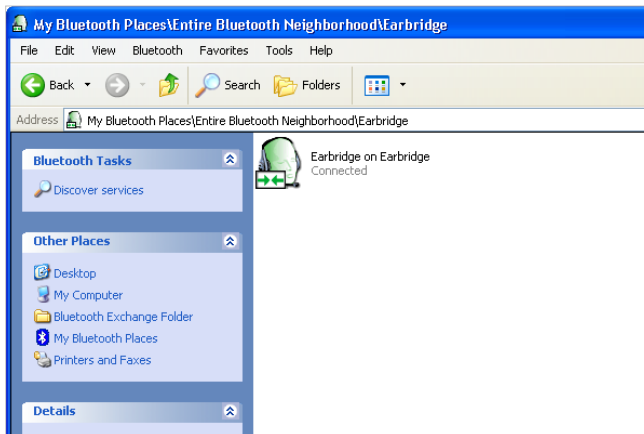 My Bluetooth Places\Entire Bluetooth Neighborhood\Earbridge
File Edit View Bluetooth Favorites Tools Help
Back Search Folders
Address My Bluetooth Places\Entire Bluetooth Neighborhood\Earbridge
Bluetooth Tasks
Discover services
Other Places
Desktop
My Computer
Bluetooth Exchange Folder
My Bluetooth Places
Printers and Faxes
Details
Earbridge on Earbridge
Connected